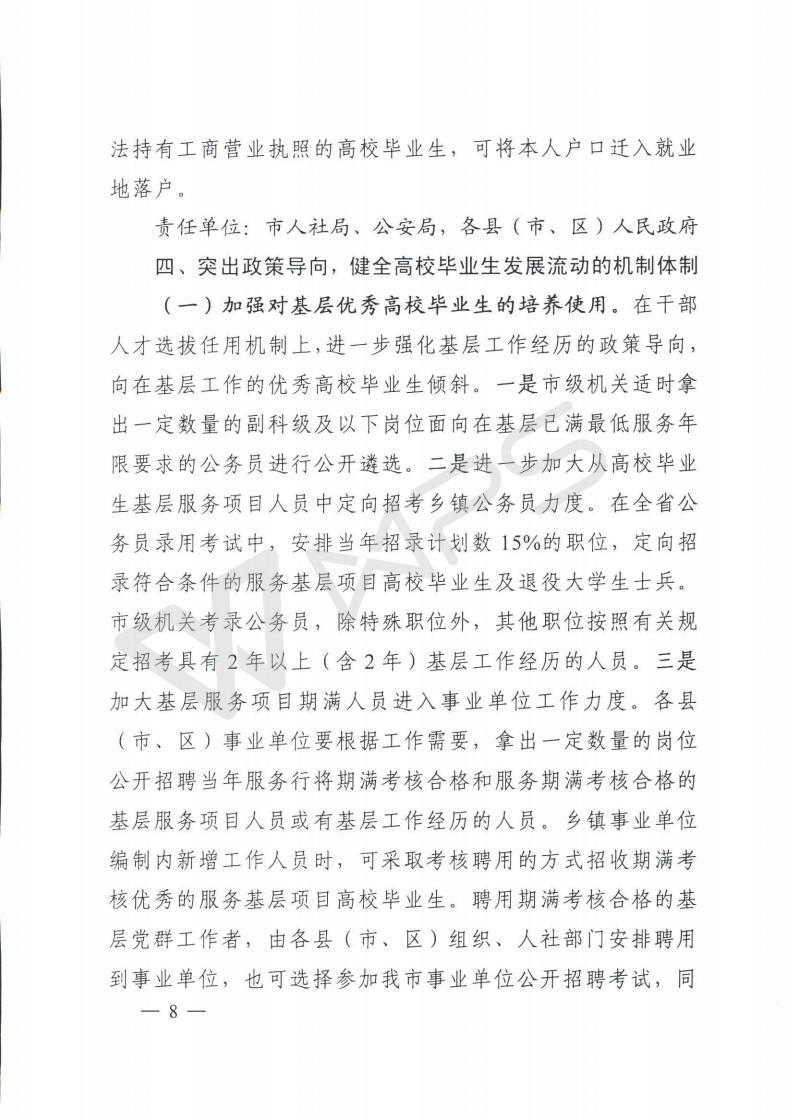 法持有工商营业执照的高校毕业生，可将本人户口迁入就业
地落户。
责任单位：市人社局、公安局，各县（市、区）人民政府
四、突出政策导向，健全高校毕业生发展流动的机制体制
（一）加强对基层优秀高校毕业生的培养使用。在干部
人才选拔任用机制上，进一步强化基层工作经历的政策导向，
向在基层工作的优秀高校毕业生倾斜。一是市级机关适时拿
出一定数量的副科级及以下岗位面向在基层已满最低服务年
限要求的公务员进行公开遴选。二是进一步加大从高校毕业
生基层服务项目人员中定向招考乡镇公务员力度。在全省公
务员录用考试中，安排当年招录计划数 15%的职位，定向招
录符合条件的服务基层项目高校毕业生及退役大学生士兵。
市级机关考录公务员，除特殊职位外，其他职位按照有关规
定招考具有 2 年以上（含 2 年）基层工作经历的人员。三是
加大基层服务项目期满人员进入事业单位工作力度。各县
（市、区）事业单位要根据工作需要，拿出一定数量的岗位
公开招聘当年服务行将期满考核合格和服务期满考核合格的
基层服务项目人员或有基层工作经历的人员。乡镇事业单位
编制内新增工作人员时，可采取考核聘用的方式招收期满考
核优秀的服务基层项目高校毕业生。聘用期满考核合格的基
层党群工作者，由各县（市、区）组织、人社部门安排聘用
到事业单位，也可选择参加我市事业单位公开招聘考试，同
— 8 —
WPS